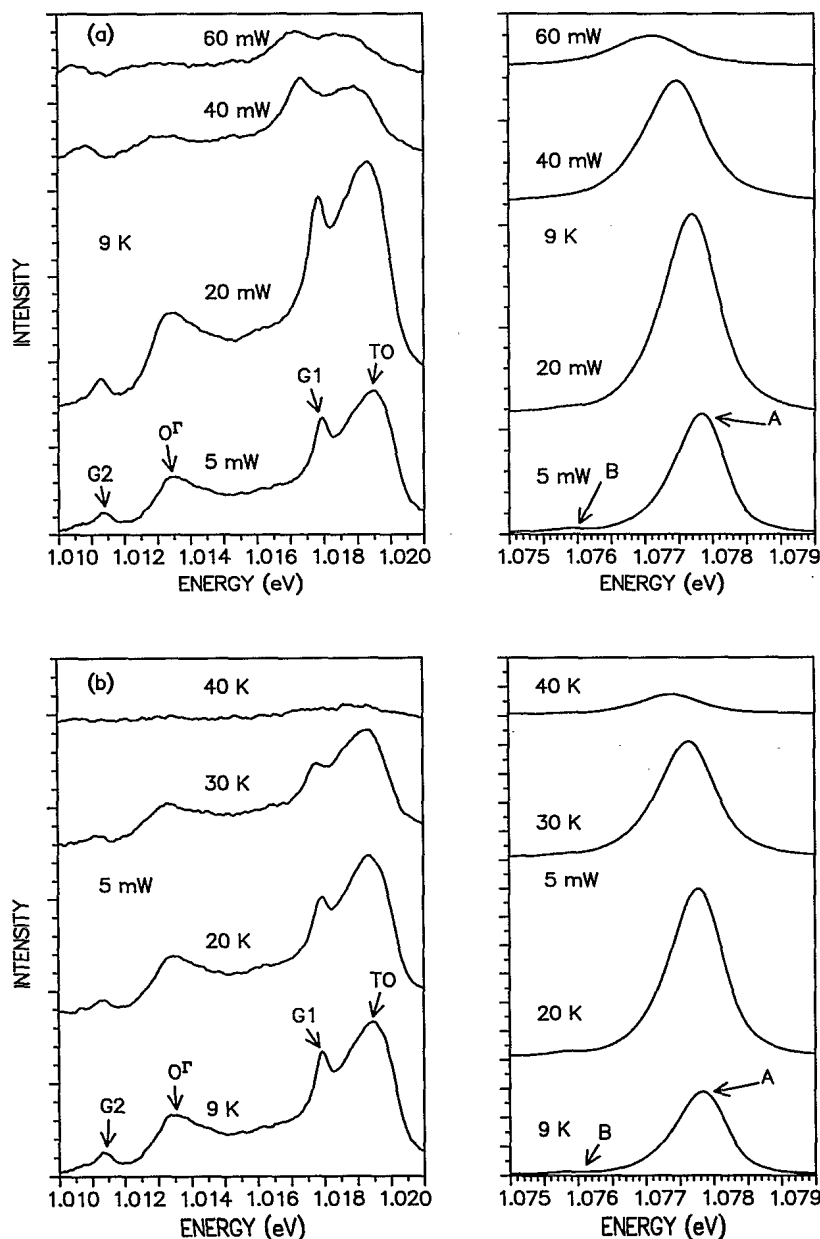 (a)
60 mW
40 mW
9 K
20 mW
G1
TO
O^Γ
5 mW
G2
INTENSITY
1.010 1.012 1.014 1.016 1.018 1.020
ENERGY (eV)
60 mW
40 mW
9 K
20 mW
A
5 mW
B
1.075 1.076 1.077 1.078 1.079
ENERGY (eV)
(b)
40 K
30 K
5 mW
20 K
G1
TO
O^Γ
G2
9 K
INTENSITY
1.010 1.012 1.014 1.016 1.018 1.020
ENERGY (eV)
40 K
30 K
5 mW
20 K
A
9 K
B
1.075 1.076 1.077 1.078 1.079
ENERGY (eV)